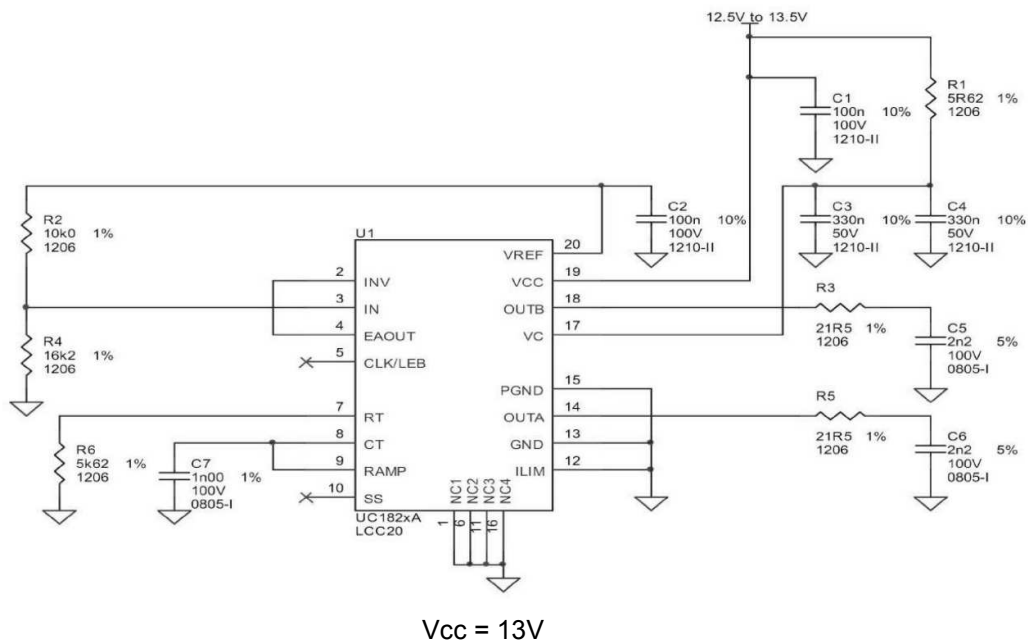 12.5V to 13.5V
R1
5R62 1%
1206
C1
100n 10%
100V
1210-II
R2
10k0 1%
1206
C2
100n 10%
100V
1210-II
C3
330n 10%
50V
1210-II
C4
330n 10%
50V
1210-II
U1
20
VREF
2
INV
19
VCC
3
IN
18
OUTB
4
EAOUT
17
VC
5
CLK/LEB
R3
21R5 1%
1206
C5
2n2 5%
100V
0805-I
R4
16k2 1%
1206
15
PGND
7
RT
14
OUTA
8
CT
13
GND
9
RAMP
12
ILIM
10
SS
R5
21R5 1%
1206
C6
2n2 5%
100V
0805-I
R6
5k62 1%
1206
C7
1n00 1%
100V
0805-I
NC1
NC2
NC3
NC4
UC182xA
LCC20
1
6
11
16
Vcc = 13V